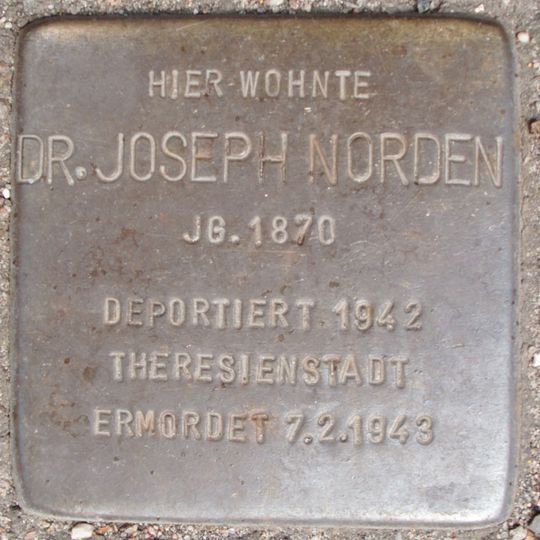 HIER WOHNTE
DR. JOSEPH NORDEN
JG. 1870
DEPORTIERT 1942
THERESIENSTADT
ERMORDET 7.2.1943